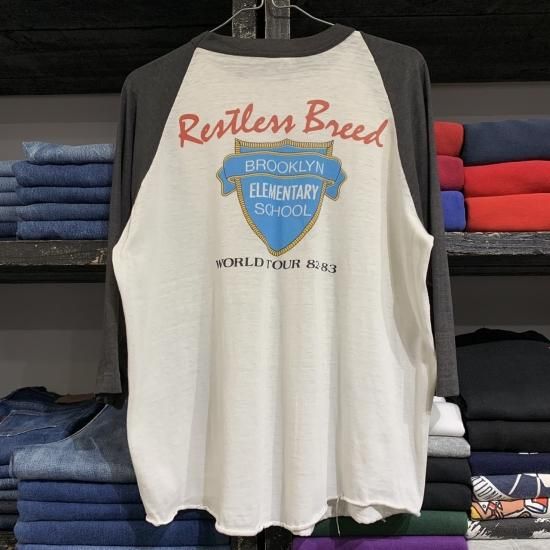 Restless Breed
BROOKLYN
ELEMENTARY
SCHOOL
WORLD TOUR 82-83